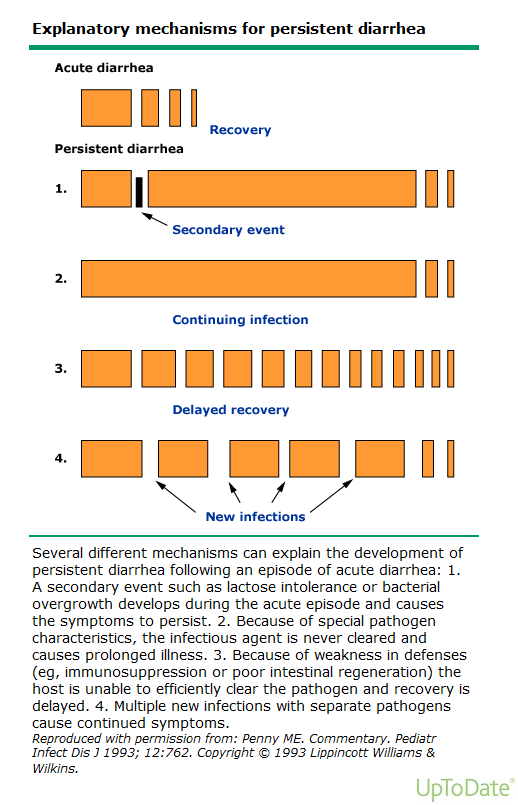 Explanatory mechanisms for persistent diarrhea
Acute diarrhea
Recovery
Persistent diarrhea
1.
Secondary event
2.
Continuing infection
3.
Delayed recovery
4.
New infections
Several different mechanisms can explain the development of
persistent diarrhea following an episode of acute diarrhea: 1.
A secondary event such as lactose intolerance or bacterial
overgrowth develops during the acute episode and causes
the symptoms to persist. 2. Because of special pathogen
characteristics, the infectious agent is never cleared and
causes prolonged illness. 3. Because of weakness in defenses
(eg, immunosuppression or poor intestinal regeneration) the
host is unable to efficiently clear the pathogen and recovery is
delayed. 4. Multiple new infections with separate pathogens
cause continued symptoms.
Reproduced with permission from: Penny ME. Commentary. Pediatr
Infect Dis J 1993; 12:762. Copyright © 1993 Lippincott Williams &
Wilkins.
UpToDate®